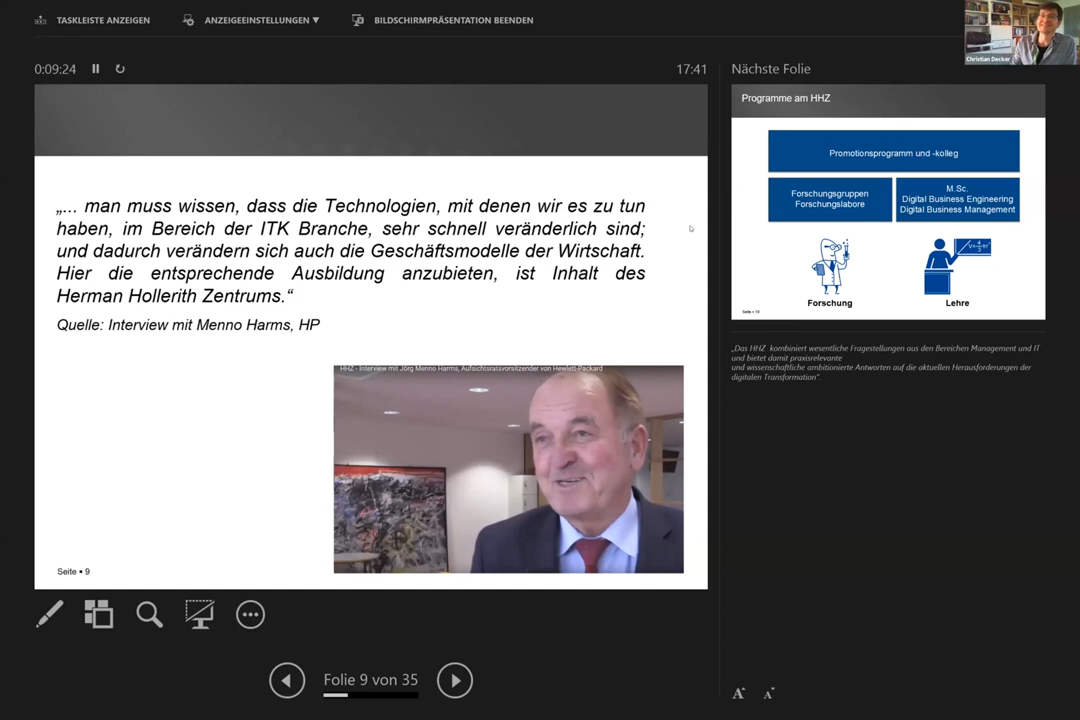 TASKLEISTE ANZEIGEN
ANZEIGEEINSTELLUNGEN ▼
BILDSCHIRMPRÄSENTATION BEENDEN
Christian Decker
0:09:24
17:41
Nächste Folie
„... man muss wissen, dass die Technologien, mit denen wir es zu tun
haben, im Bereich der ITK Branche, sehr schnell veränderlich sind;
und dadurch verändern sich auch die Geschäftsmodelle der Wirtschaft.
Hier die entsprechende Ausbildung anzubieten, ist Inhalt des
Herman Hollerith Zentrums.“
Quelle: Interview mit Menno Harms, HP
HHZ - Interview mit Jörg Menno Harms, Aufsichtsratsvorsitzender von Hewlett-Packard
Seite ▪ 9
Programme am HHZ
Promotionsprogramm und -kolleg
Forschungsgruppen
Forschungslabore
M.Sc.
Digital Business Engineering
Digital Business Management
Forschung
Lehre
Seite ▪ 10
„Das HHZ kombiniert wesentliche Fragestellungen aus den Bereichen Management und IT
und bietet damit praxisrelevante
und wissenschaftliche ambitionierte Antworten auf die aktuellen Herausforderungen der
digitalen Transformation“.
Folie 9 von 35
A A